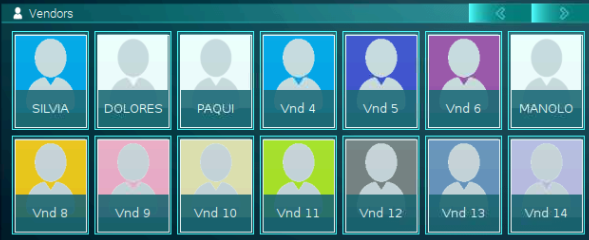 Vendors
SILVIA
DOLORES
PAQUI
Vnd 4
Vnd 5
Vnd 6
MANOLO
Vnd 8
Vnd 9
Vnd 10
Vnd 11
Vnd 12
Vnd 13
Vnd 14